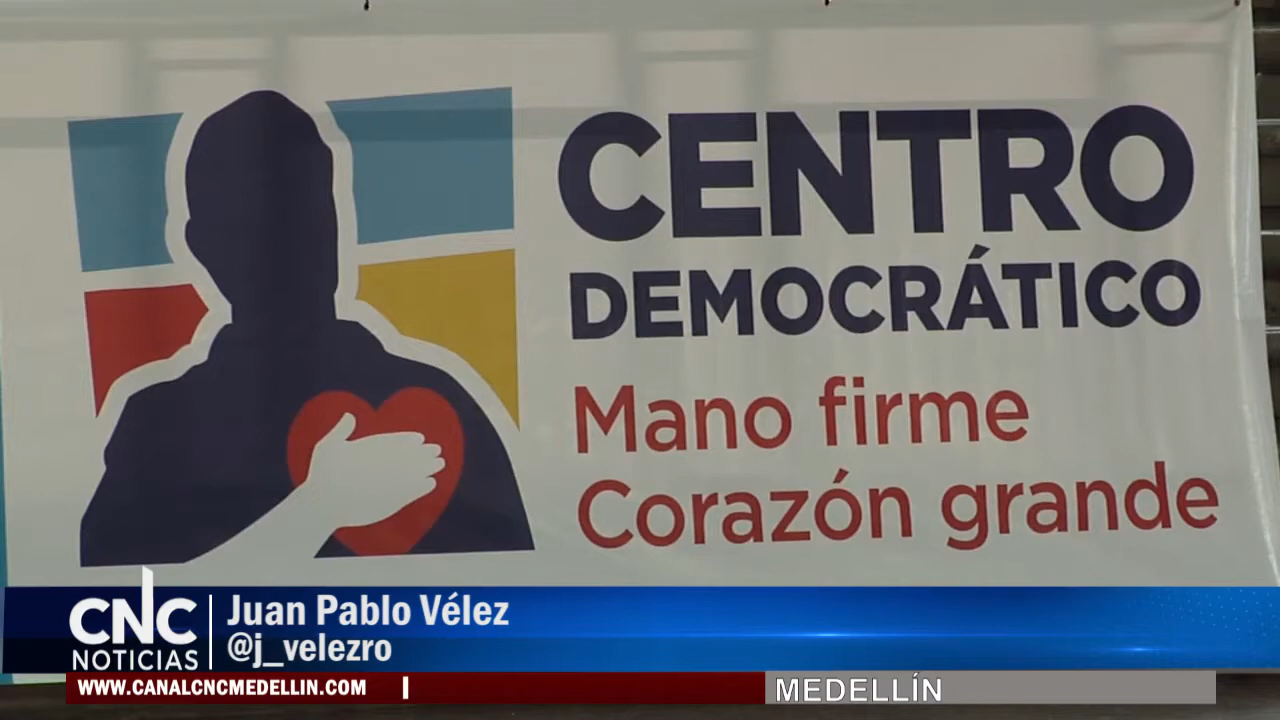 CENTRO
DEMOCRÁTICO
Mano firme
Corazón grande
CNC
NOTICIAS
Juan Pablo Vélez
@j_velezro
WWW.CANALCNCMEDELLIN.COM
MEDELLÍN